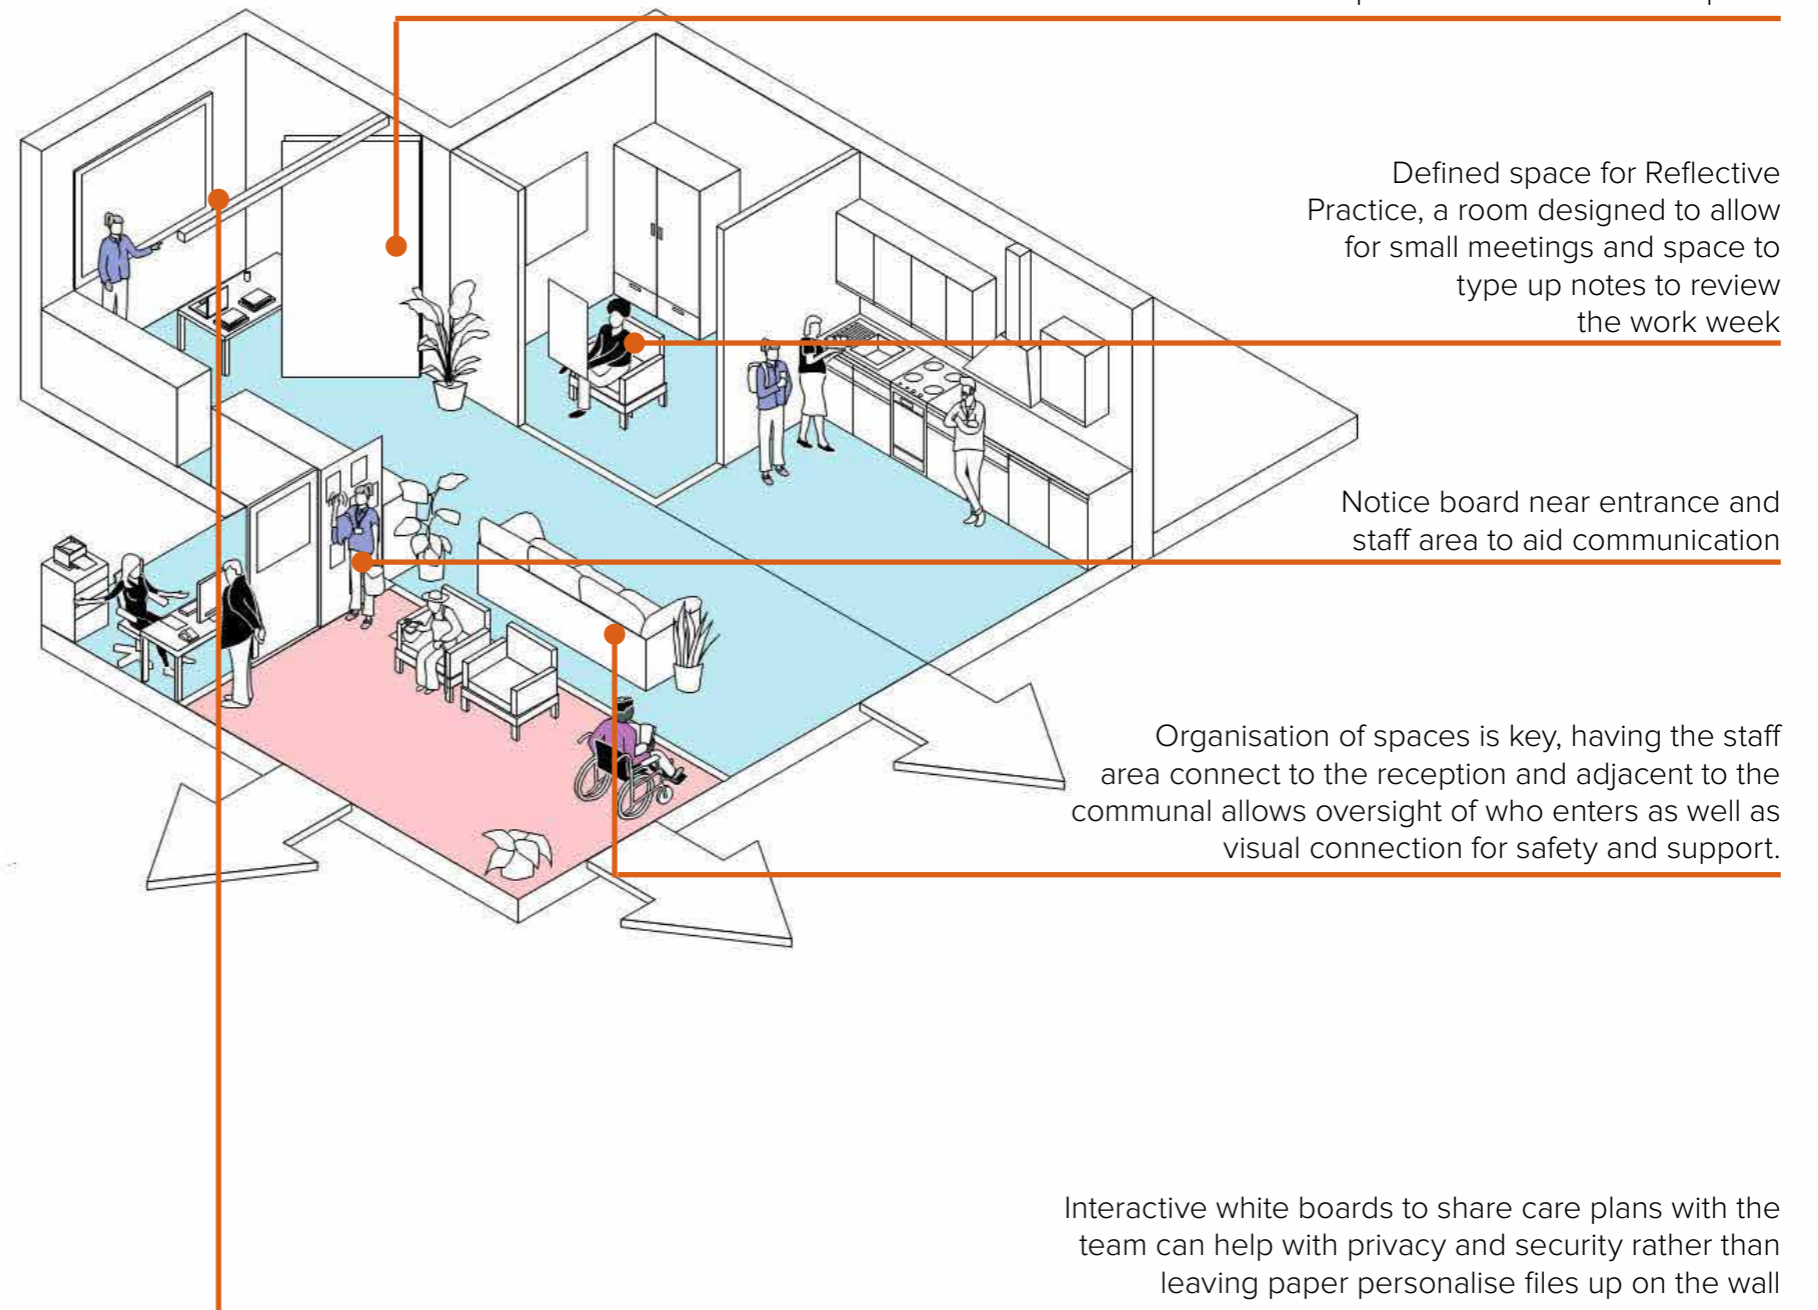 Defined space for Reflective
Practice, a room designed to allow
for small meetings and space to
type up notes to review
the work week
Notice board near entrance and
staff area to aid communication
Organisation of spaces is key, having the staff
area connect to the reception and adjacent to the
communal allows oversight of who enters as well as
visual connection for safety and support.
Interactive white boards to share care plans with the
team can help with privacy and security rather than
leaving paper personalise files up on the wall